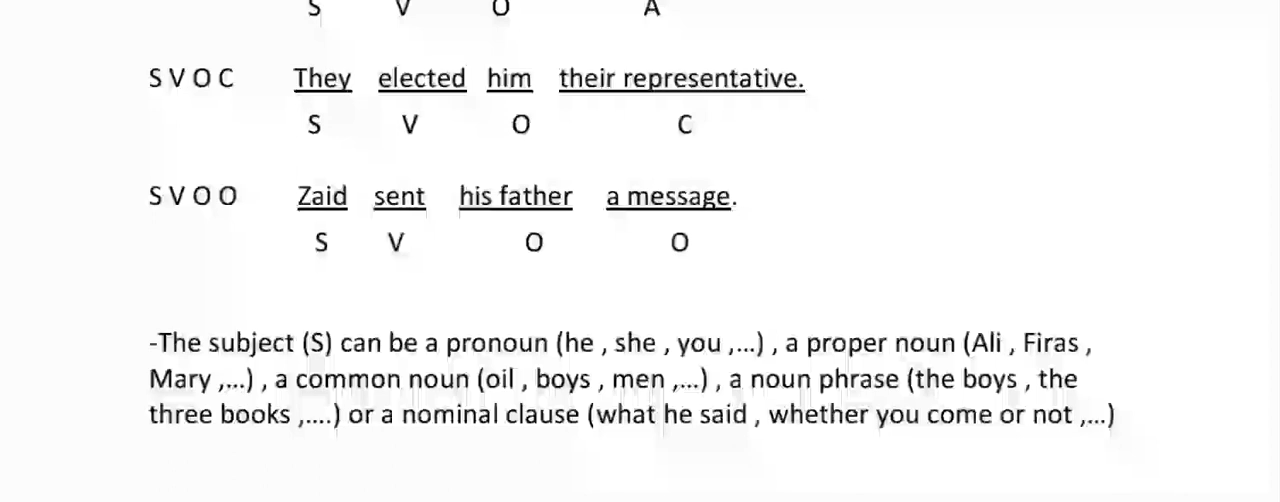 S V O A
S V O C They elected him their representative.
S V O C
S V O O Zaid sent his father a message.
S V O O
-The subject (S) can be a pronoun (he , she , you ,...) , a proper noun (Ali , Firas ,
Mary ,...) , a common noun (oil , boys , men ,...) , a noun phrase (the boys , the
three books ,....) or a nominal clause (what he said , whether you come or not ,...)